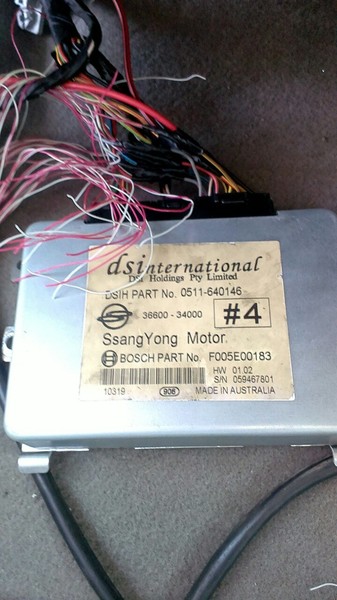 dsinternational
DSI Holdings Pty Limited
DSIH PART No. 0511-640146
36600 - 34000
#4
SsangYong Motor.
BOSCH PART No. F005E00183
HW 01.02
S/N 059467801
10319 906 MADE IN AUSTRALIA